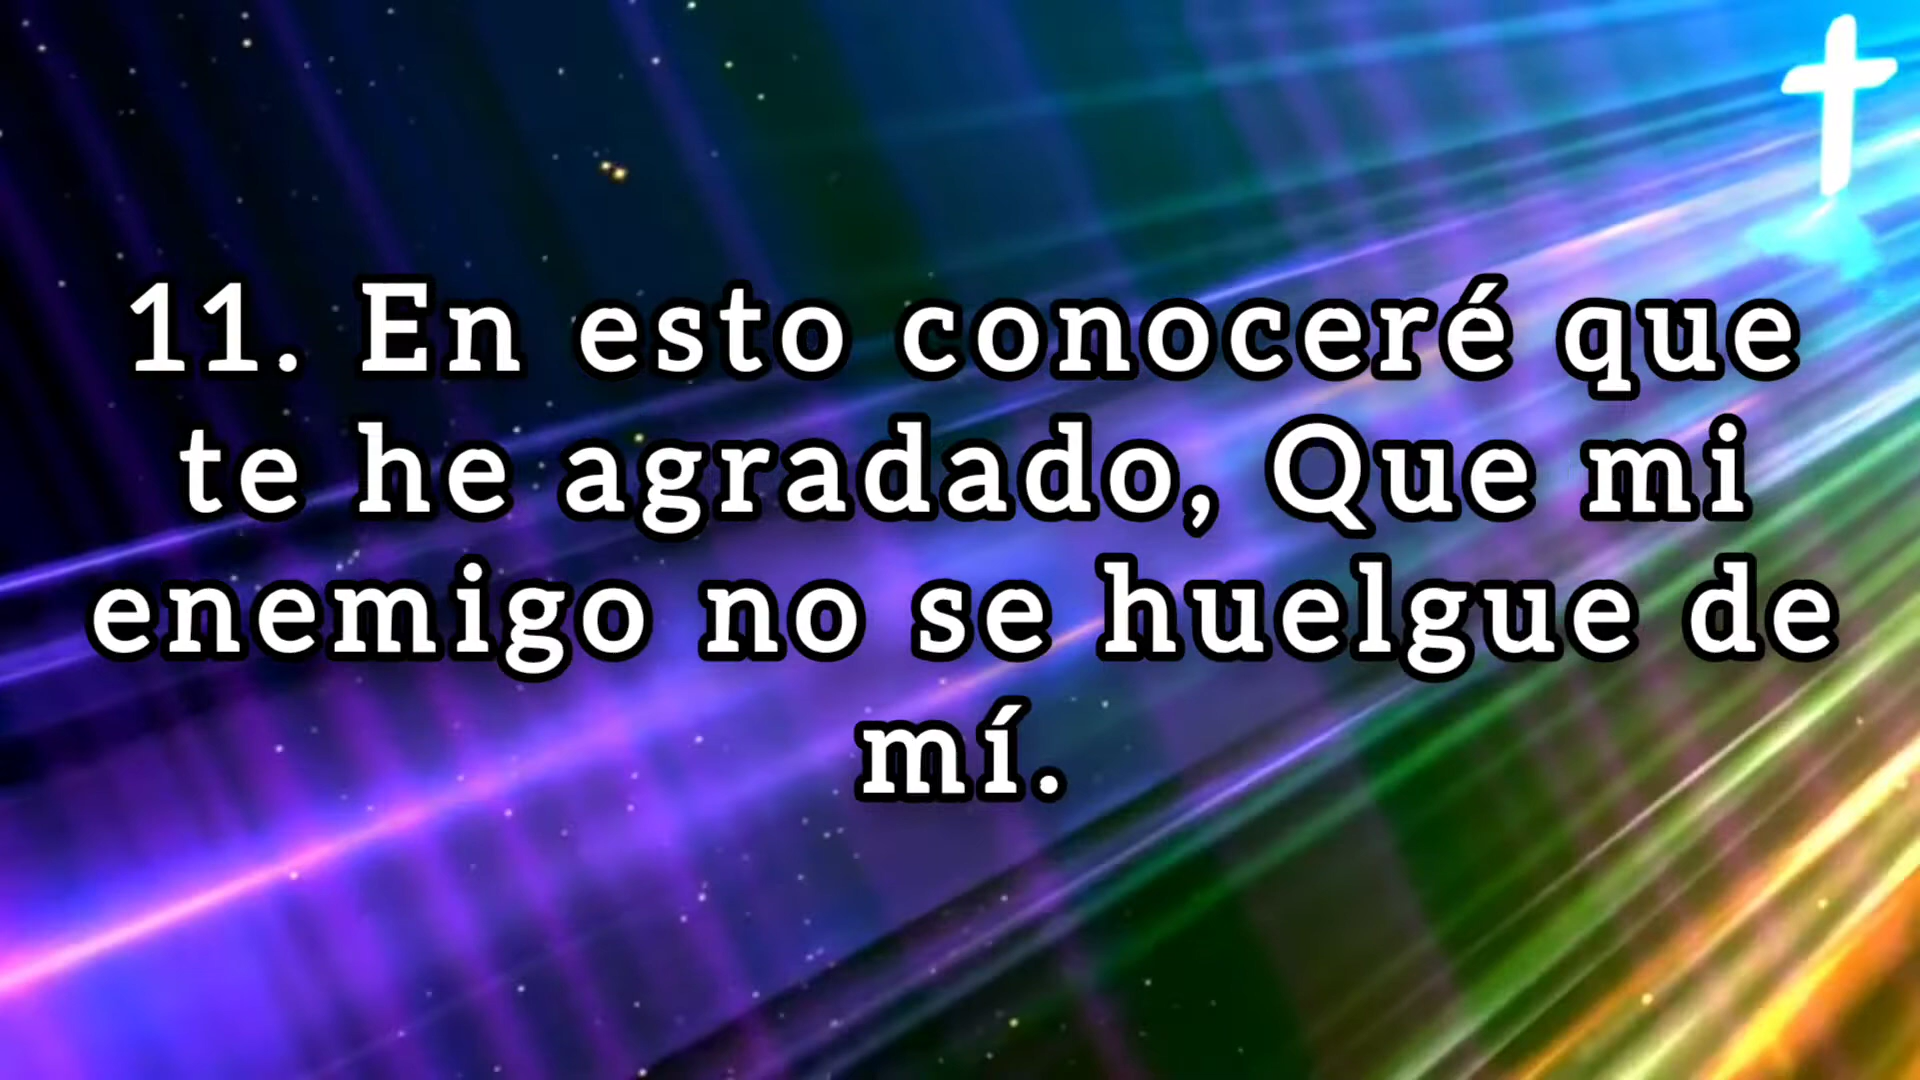 11. En esto conoceré que
te he agradado, Que mi
enemigo no se huelgue de
mí.